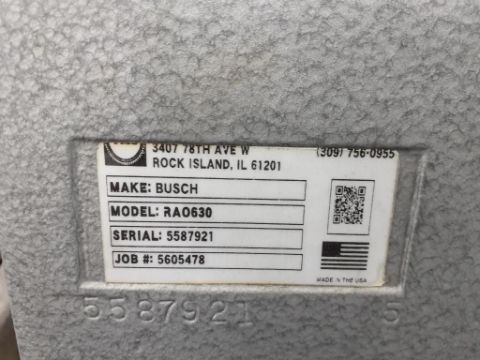 3407 78TH AVE W (309) 756-0955
ROCK ISLAND, IL 61201
MAKE: BUSCH
MODEL: RAO630
SERIAL: 5587921
JOB #: 5605478
MADE IN THE USA
5587921 5